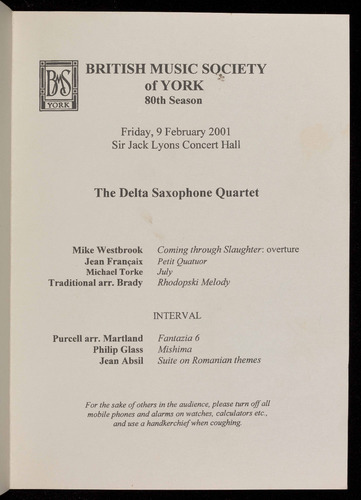 BMS
YORK
BRITISH MUSIC SOCIETY
of YORK
80th Season
Friday, 9 February 2001
Sir Jack Lyons Concert Hall
The Delta Saxophone Quartet
Mike Westbrook Coming through Slaughter: overture
Jean Françaix Petit Quatuor
Michael Torke July
Traditional arr. Brady Rhodopski Melody
INTERVAL
Purcell arr. Martland Fantazia 6
Philip Glass Mishima
Jean Absil Suite on Romanian themes
For the sake of others in the audience, please turn off all
mobile phones and alarms on watches, calculators etc.,
and use a handkerchief when coughing.